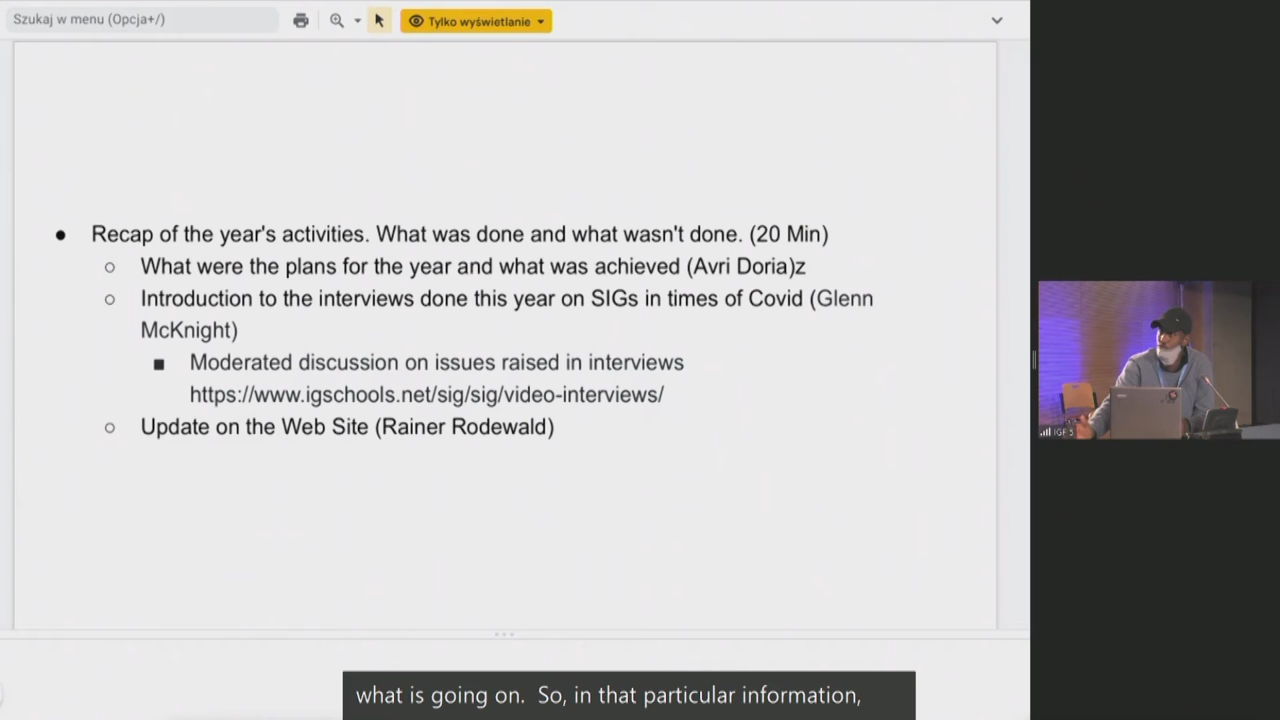 Szukaj w menu (Opcja+/)
Tylko wyświetlanie
● Recap of the year's activities. What was done and what wasn't done. (20 Min)
○ What were the plans for the year and what was achieved (Avri Doria)z
○ Introduction to the interviews done this year on SIGs in times of Covid (Glenn
McKnight)
■ Moderated discussion on issues raised in interviews
https://www.igschools.net/sig/sig/video-interviews/
○ Update on the Web Site (Rainer Rodewald)
IGF 5
what is going on.  So, in that particular information,